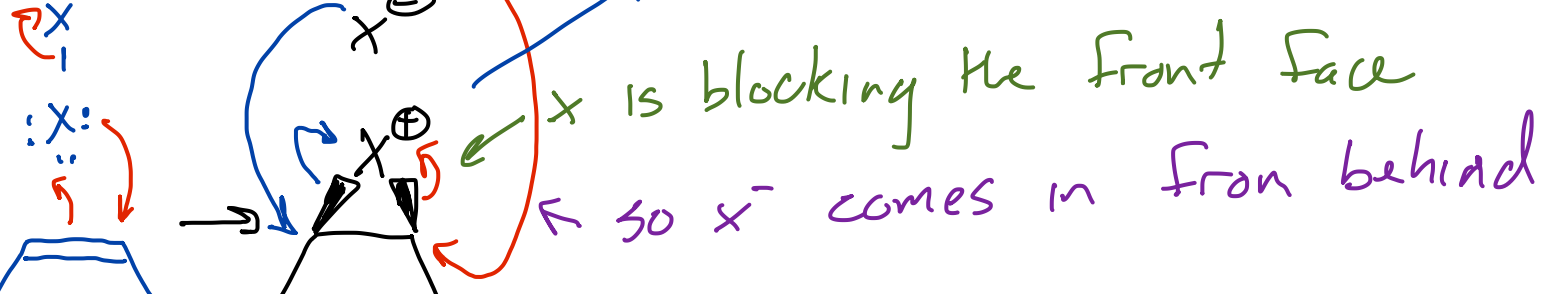 X
X
:X:
X
x is blocking the front face
so x⁻ comes in from behind